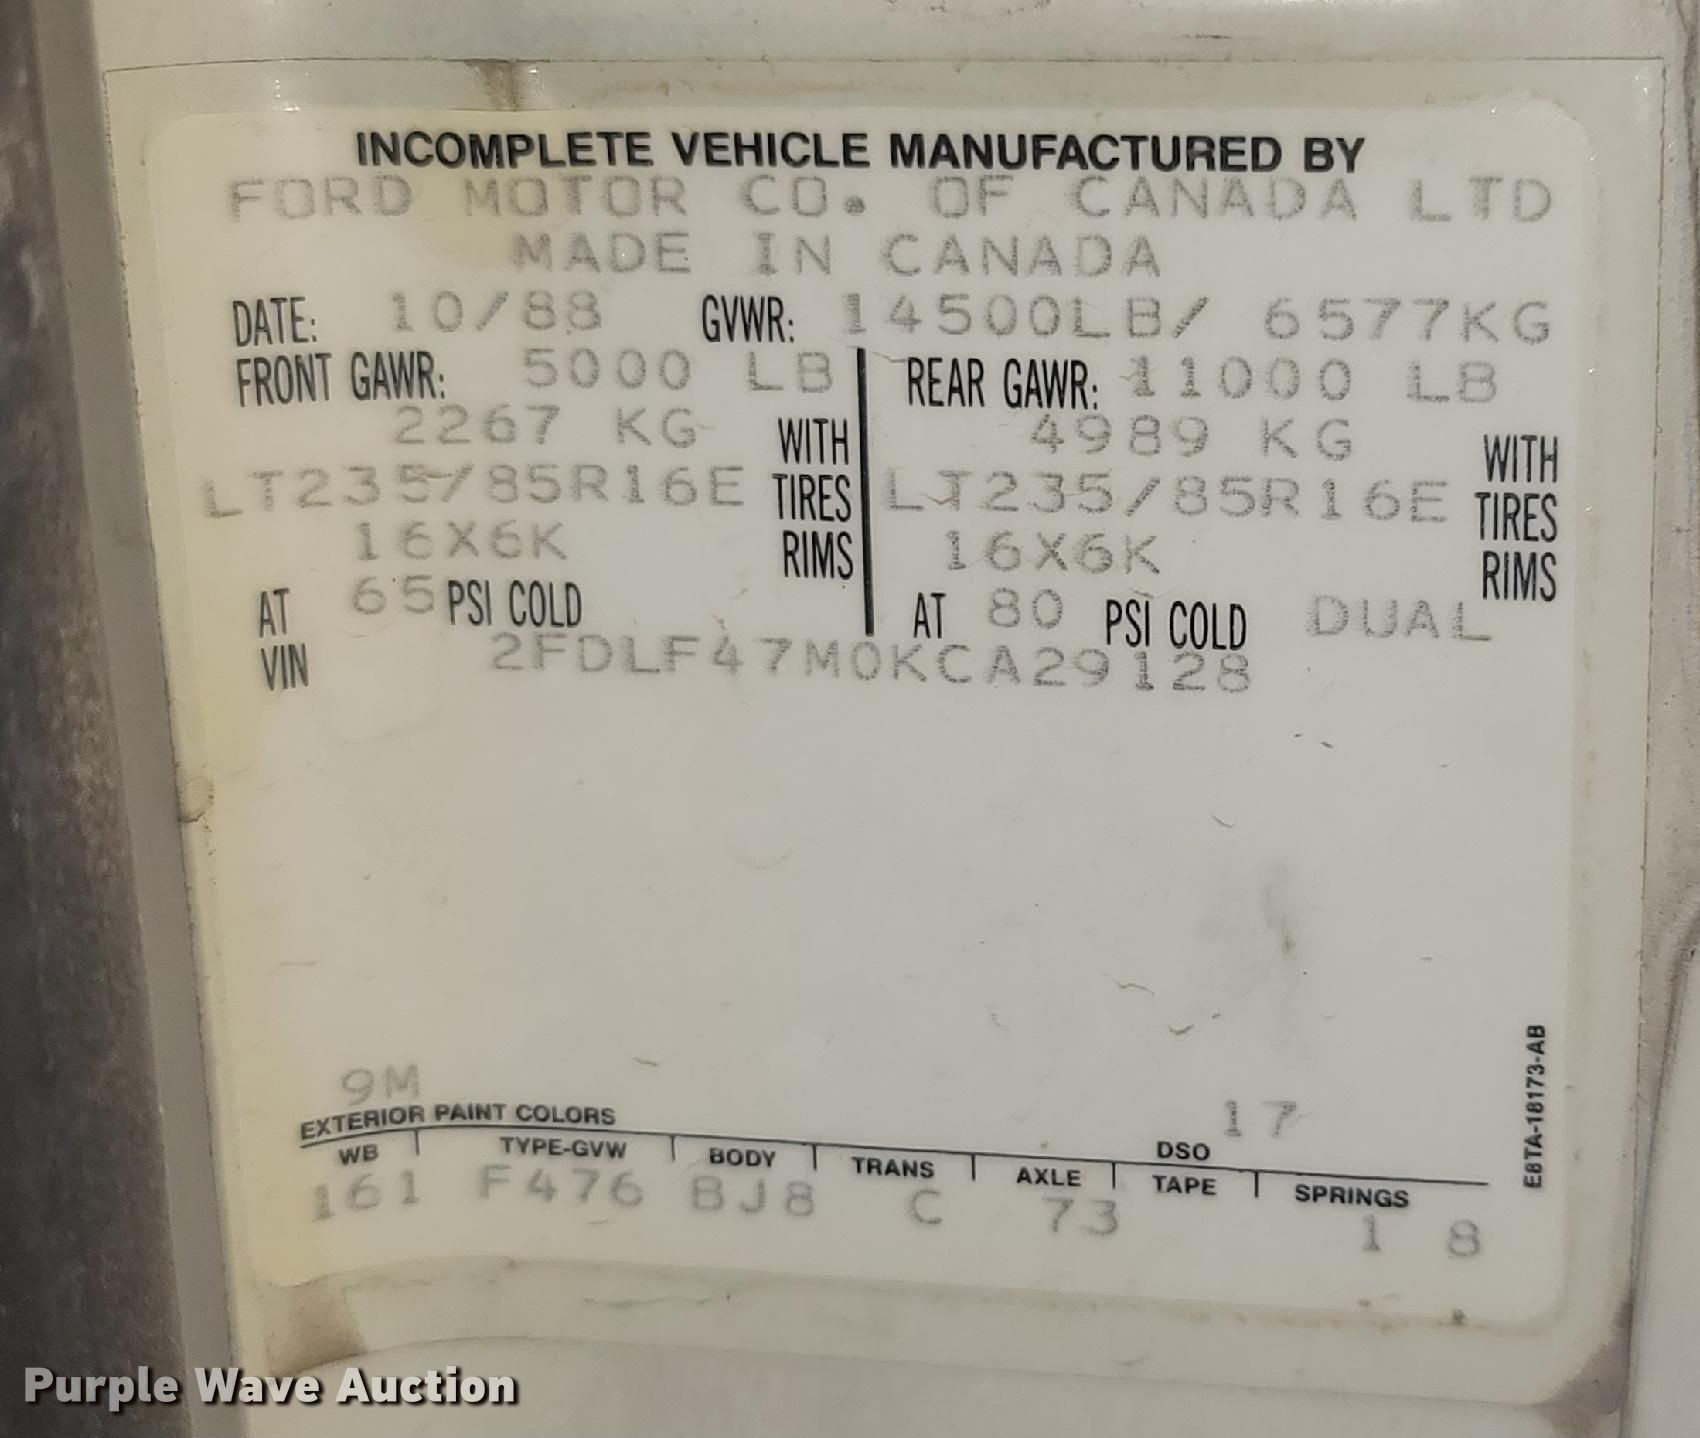 INCOMPLETE VEHICLE MANUFACTURED BY
FORD MOTOR CO. OF CANADA LTD
MADE IN CANADA
DATE: 10/88 GVWR: 14500LB/ 6577KG
FRONT GAWR: 5000 LB
2267 KG WITH
LT235/85R16E TIRES
16X6K RIMS
AT 65 PSI COLD
REAR GAWR: 11000 LB
4989 KG WITH
LT235/85R16E TIRES
16X6K RIMS
AT 80 PSI COLD DUAL
VIN 2FDLF47M0KCA29128
9M
EXTERIOR PAINT COLORS
DSO 17
WB TYPE-GVW BODY TRANS AXLE TAPE SPRINGS
161 F476 BJ8 C 73 1 8
E8TA-18173-AB
Purple Wave Auction